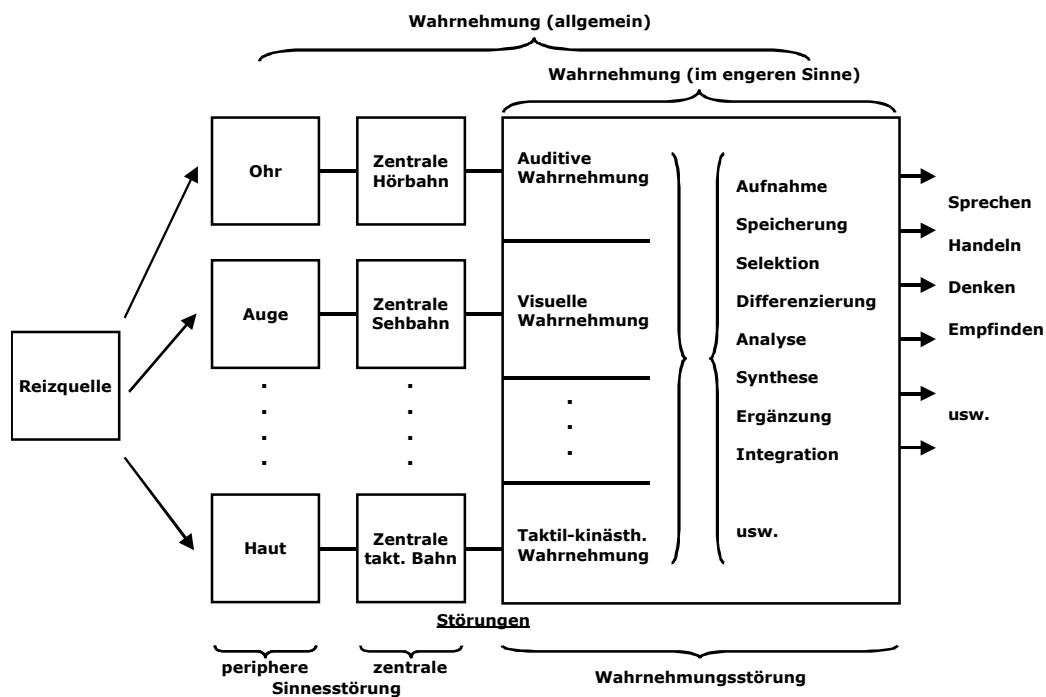 Wahrnehmung (allgemein)
Wahrnehmung (im engeren Sinne)
Reizquelle
Ohr
Zentrale
Hörbahn
Auditive
Wahrnehmung
Auge
Zentrale
Sehbahn
Visuelle
Wahrnehmung
Haut
Zentrale
takt. Bahn
Taktil-kinästh.
Wahrnehmung
Aufnahme
Speicherung
Selektion
Differenzierung
Analyse
Synthese
Ergänzung
Integration
usw.
Sprechen
Handeln
Denken
Empfinden
usw.
Störungen
periphere zentrale
Sinnesstörung
Wahrnehmungsstörung